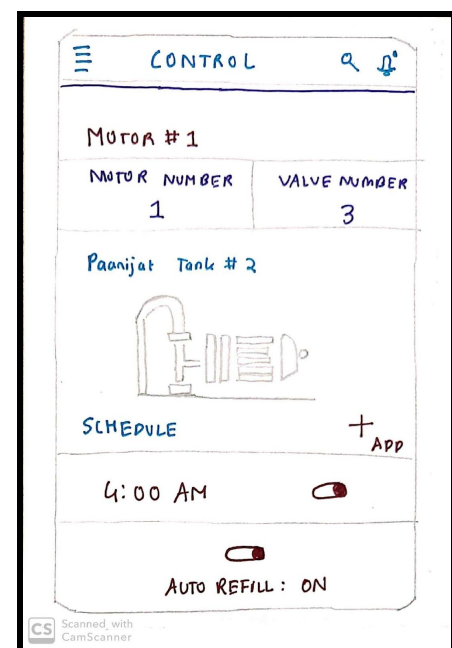 CONTROL
MOTOR # 1
MOTOR NUMBER
1
VALVE NUMBER
3
Paanijat Tank # 2
SCHEDULE
+ ADD
4:00 AM
AUTO REFILL: ON
CS Scanned with
CamScanner